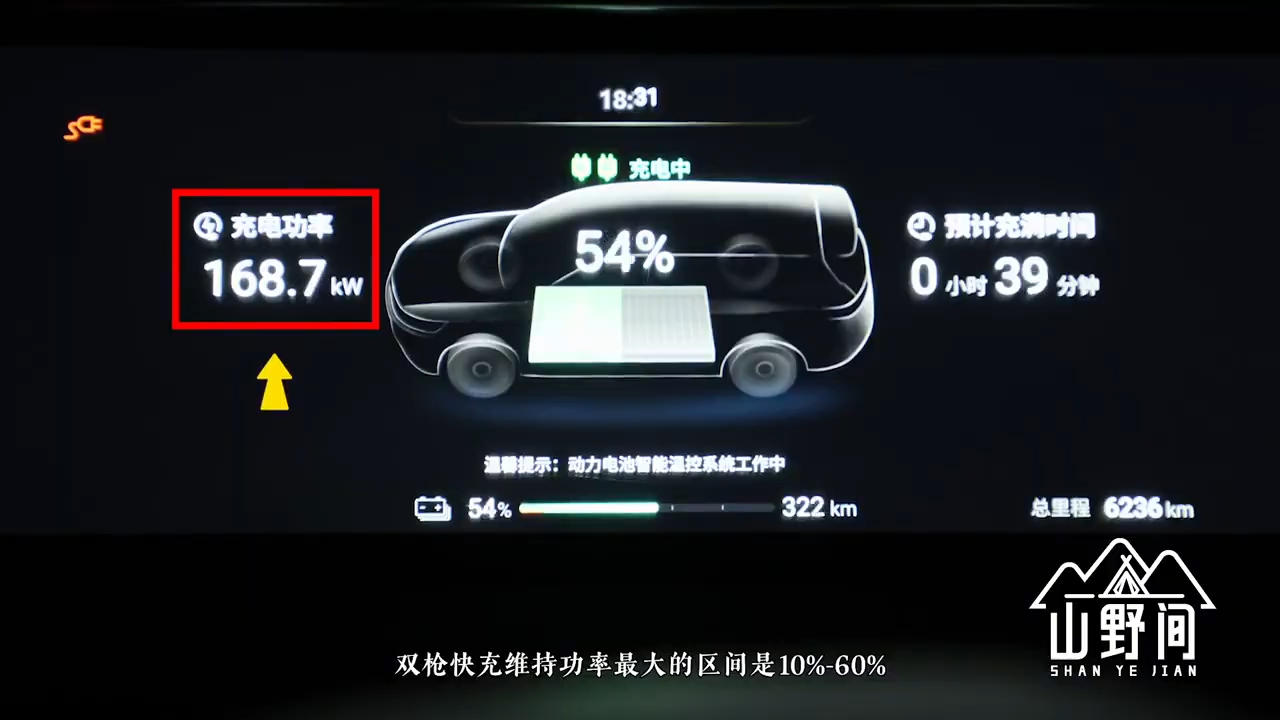 18:31
充电中
充电功率
168.7 kW
54%
预计充满时间
0 小时 39 分钟
温馨提示：动力电池智能温控系统工作中
54% 322 km
总里程 6236 km
山野间
SHAN YE JIAN
双枪快充维持功率最大的区间是10%-60%